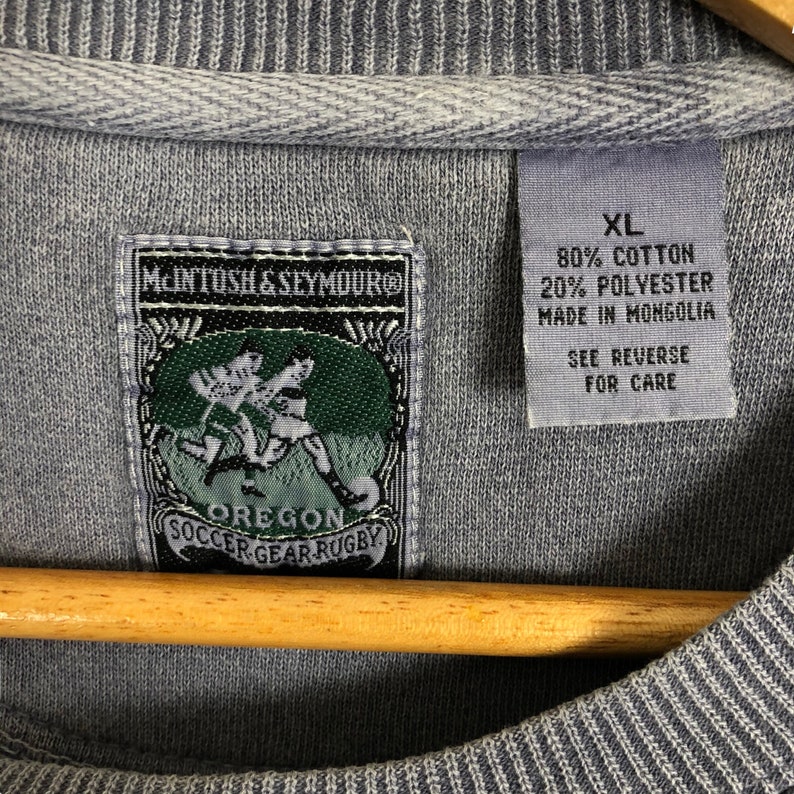 McINTOSH & SEYMOUR®
OREGON
SOCCER-GEAR-RUGBY
XL
80% COTTON
20% POLYESTER
MADE IN MONGOLIA
SEE REVERSE
FOR CARE